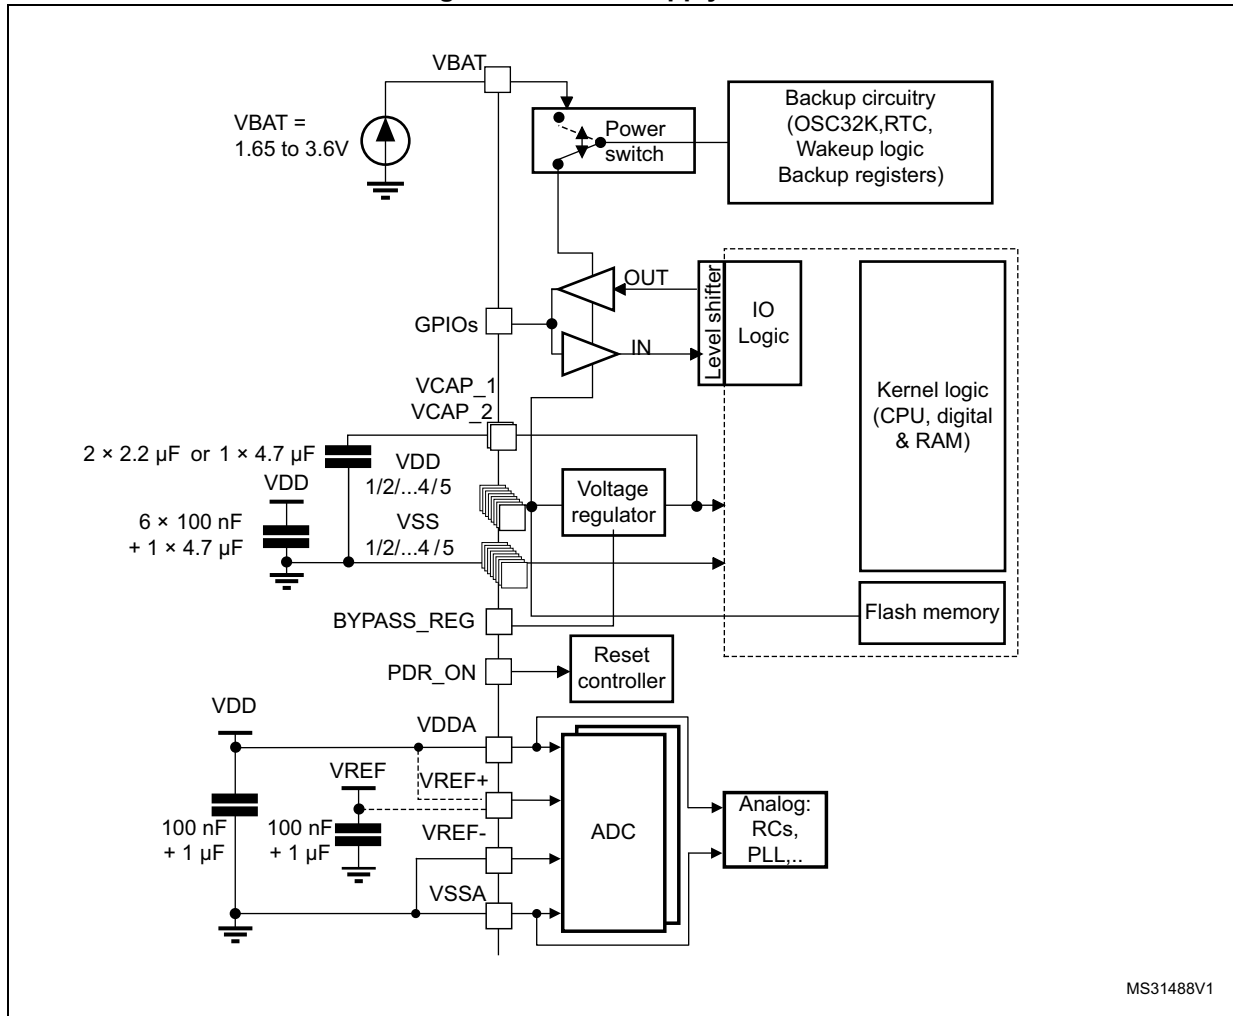 VBAT
VBAT =
1.65 to 3.6V
Power
switch
Backup circuitry
(OSC32K,RTC,
Wakeup logic
Backup registers)
OUT
GPIOs
IN
Level shifter
IO
Logic
Kernel logic
(CPU, digital
& RAM)
VCAP_1
VCAP_2
2 × 2.2 μF or 1 × 4.7 μF
VDD
1/2/...4/5
VDD
6 × 100 nF
+ 1 × 4.7 μF
VSS
1/2/...4/5
Voltage
regulator
Flash memory
BYPASS_REG
PDR_ON
Reset
controller
VDD
VDDA
VREF
VREF+
100 nF
+ 1 μF
100 nF
+ 1 μF
VREF-
VSSA
ADC
Analog:
RCs,
PLL,..
MS31488V1